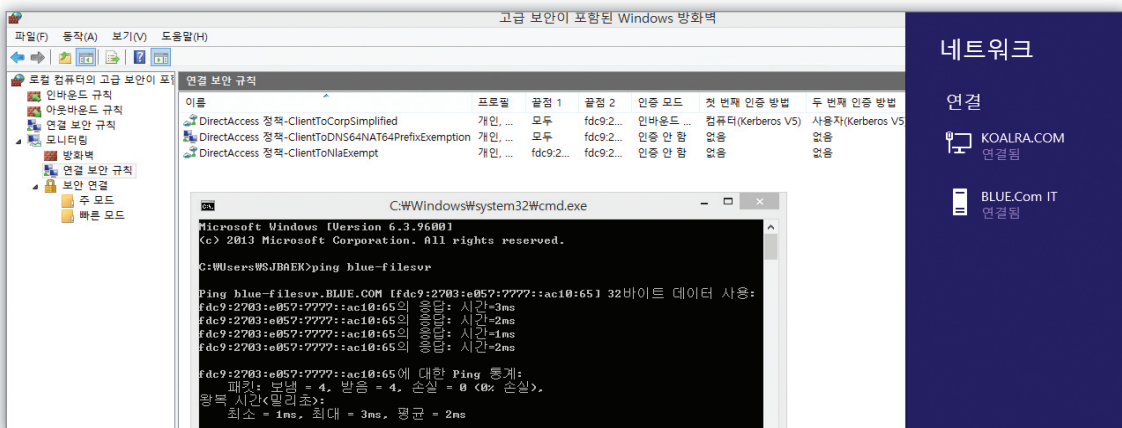 고급 보안이 포함된 Windows 방화벽
파일(F) 동작(A) 보기(V) 도움말(H)
로컬 컴퓨터의 고급 보안이 포함
인바운드 규칙
아웃바운드 규칙
연결 보안 규칙
모니터링
방화벽
연결 보안 규칙
보안 연결
주 모드
빠른 모드
연결 보안 규칙
이름 프로필 끝점 1 끝점 2 인증 모드 첫 번째 인증 방법 두 번째 인증 방법
DirectAccess 정책-ClientToCorpSimplified 개인, ... 모두 fdc9:2... 인바운드 ... 컴퓨터(Kerberos V5) 사용자(Kerberos V5)
DirectAccess 정책-ClientToDNS64NAT64PrefixExemption 개인, ... 모두 fdc9:2... 인증 안 함 없음 없음
DirectAccess 정책-ClientToNlaExempt 개인, ... fdc9:2... fdc9:2... 인증 안 함 없음 없음
C:₩Windows₩system32₩cmd.exe
Microsoft Windows [Version 6.3.9600]
(c) 2013 Microsoft Corporation. All rights reserved.
C:₩Users₩SJBAEK>ping blue-filesvr
Ping blue-filesvr.BLUE.COM [fdc9:2703:e057:7777::ac10:65] 32바이트 데이터 사용:
fdc9:2703:e057:7777::ac10:65의 응답: 시간=3ms
fdc9:2703:e057:7777::ac10:65의 응답: 시간=2ms
fdc9:2703:e057:7777::ac10:65의 응답: 시간=1ms
fdc9:2703:e057:7777::ac10:65의 응답: 시간=2ms
fdc9:2703:e057:7777::ac10:65에 대한 Ping 통계:
패킷: 보냄 = 4, 받음 = 4, 손실 = 0 (0% 손실),
왕복 시간(밀리초):
최소 = 1ms, 최대 = 3ms, 평균 = 2ms
네트워크
연결
KOALRA.COM
연결됨
BLUE.Com IT
연결됨